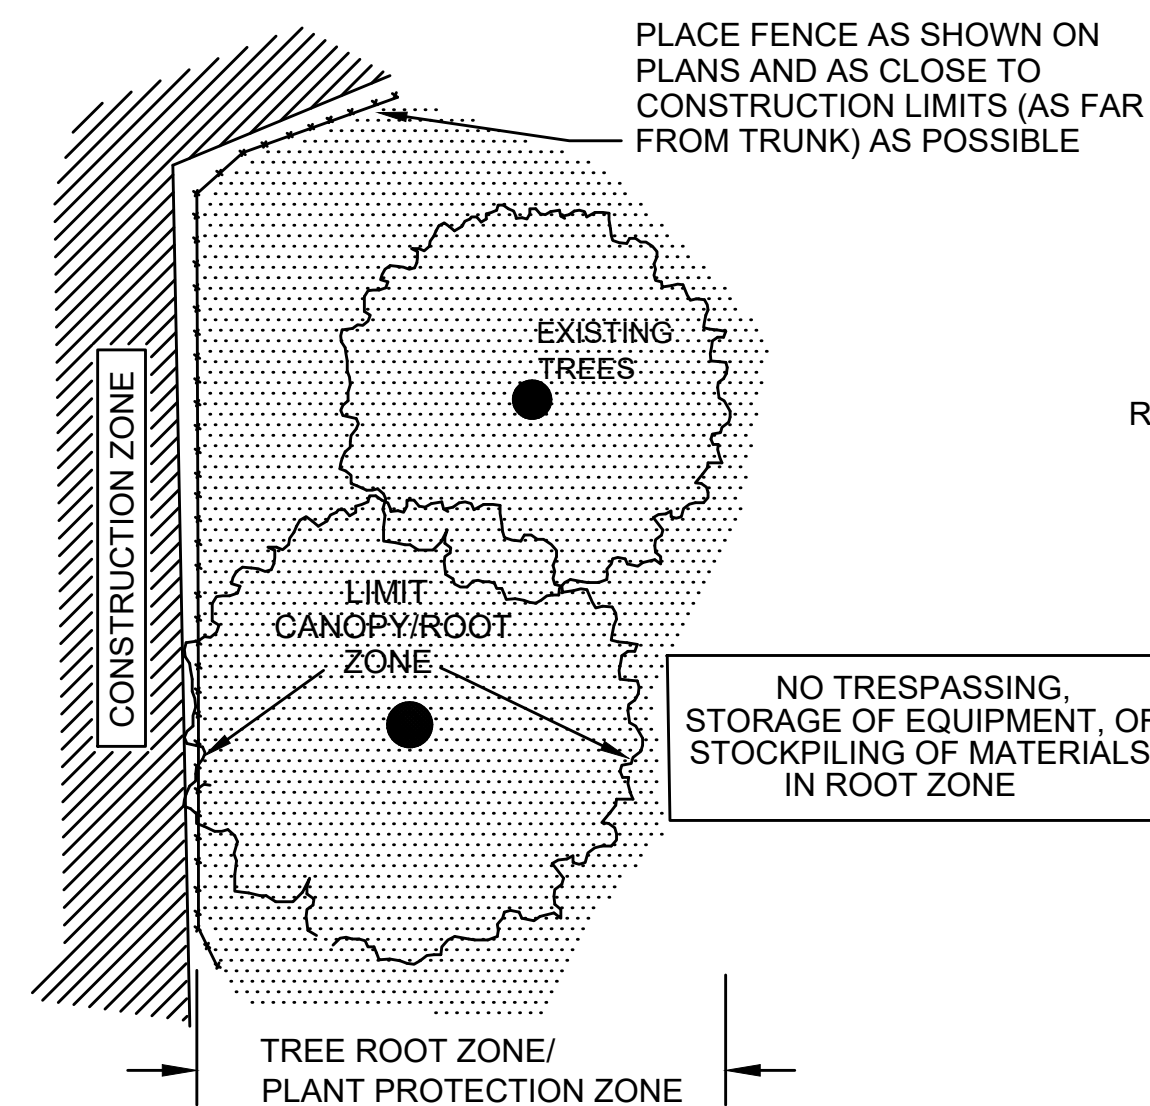 PLACE FENCE AS SHOWN ON
PLANS AND AS CLOSE TO
CONSTRUCTION LIMITS (AS FAR
FROM TRUNK) AS POSSIBLE
EXISTING
TREES
R
CONSTRUCTION ZONE
LIMIT
CANOPY/ROOT
ZONE
NO TRESPASSING,
STORAGE OF EQUIPMENT,
STOCKPILING OF MATERIALS
IN ROOT ZONE
TREE ROOT ZONE/
PLANT PROTECTION ZONE